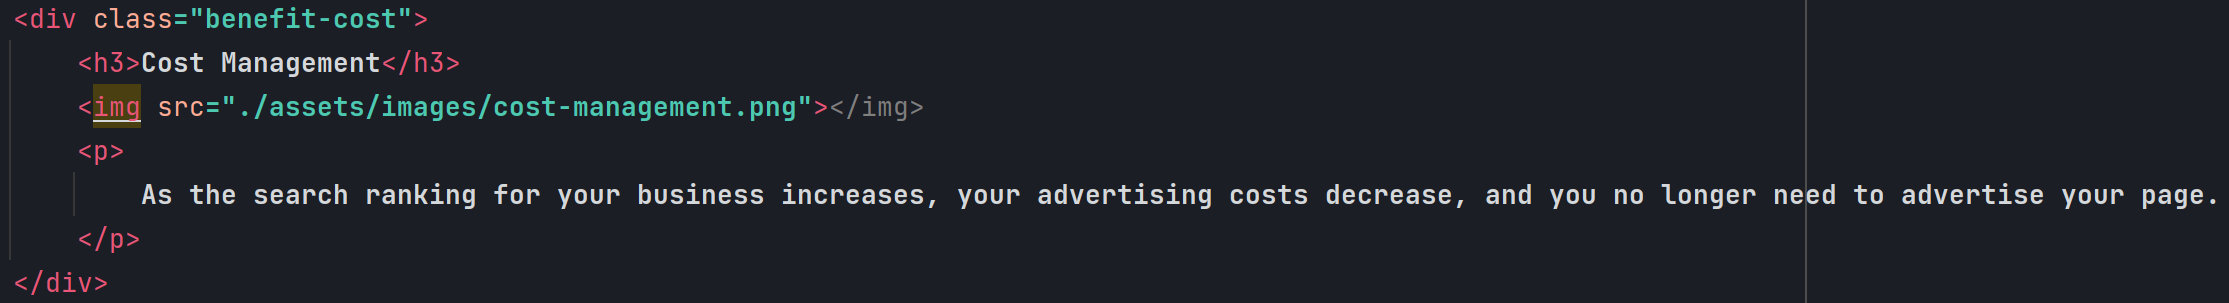 <div class="benefit-cost">
<h3>Cost Management</h3>
<img src="./assets/images/cost-management.png"></img>
<p>
As the search ranking for your business increases, your advertising costs decrease, and you no longer need to advertise your page.
</p>
</div>